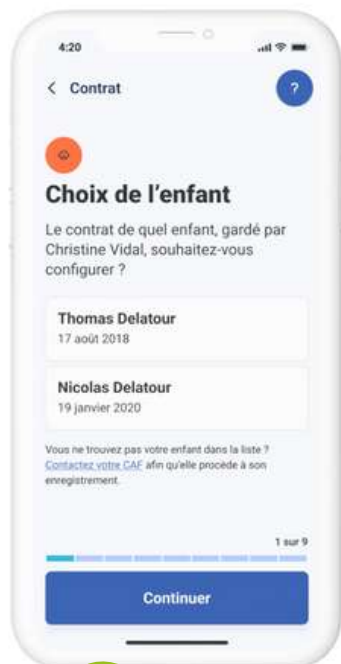 4:20
< Contrat
?
Choix de l'enfant
Le contrat de quel enfant, gardé par
Christine Vidal, souhaitez-vous
configurer ?
Thomas Delatour
17 août 2018
Nicolas Delatour
19 janvier 2020
Vous ne trouvez pas votre enfant dans la liste ?
Contactez votre CAF afin qu'elle procède à son
enregistrement.
1 sur 9
Continuer